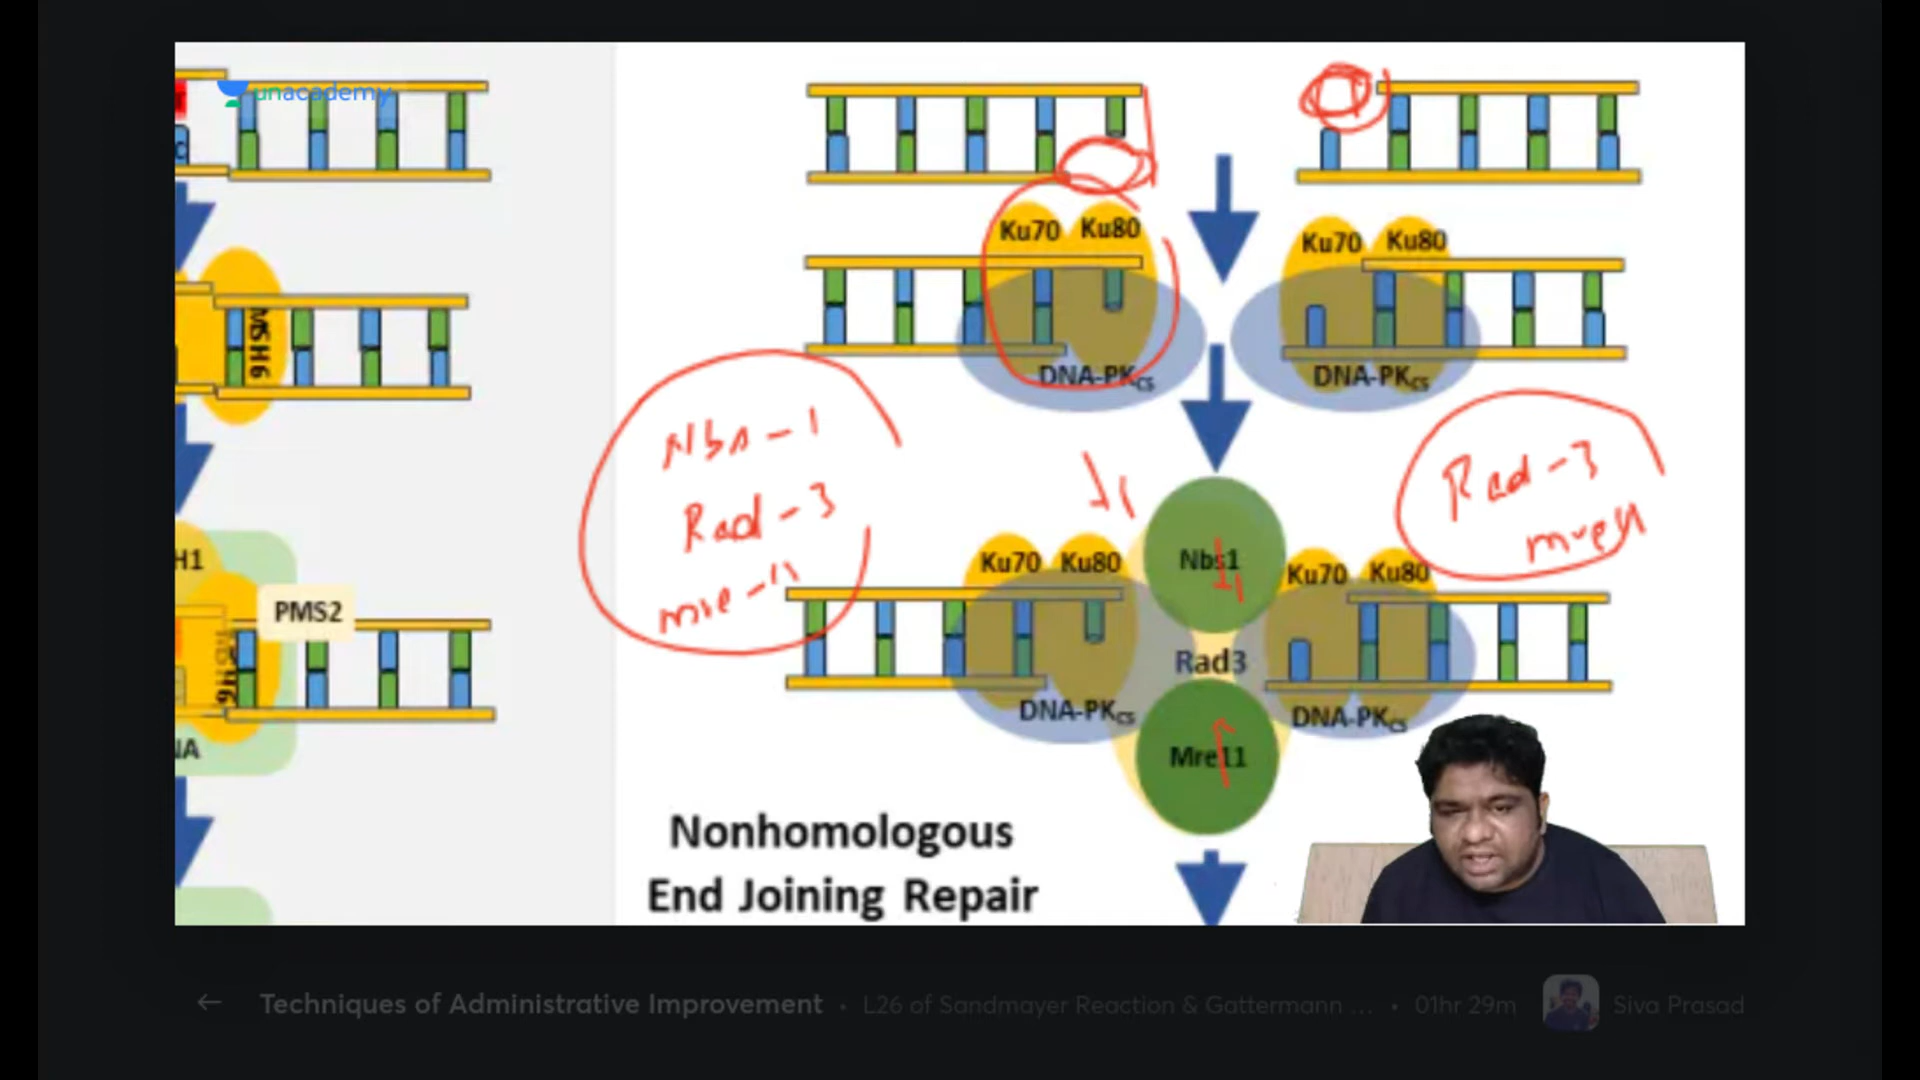 unacademy
C
Ku70 Ku80
Ku70 Ku80
MSH6
DNA-PKCS
DNA-PKCS
Nbs-1
Rad-3
mre-11
Rad-3
mre11
H1
PMS2
MSH6
NA
Ku70 Ku80
Nbs1
Ku70 Ku80
Rad3
DNA-PKCS
DNA-PKCS
Mre11
Nonhomologous
End Joining Repair
← Techniques of Administrative Improvement • L26 of Sandmayer Reaction & Gattermann ... • 01hr 29m Siva Prasad